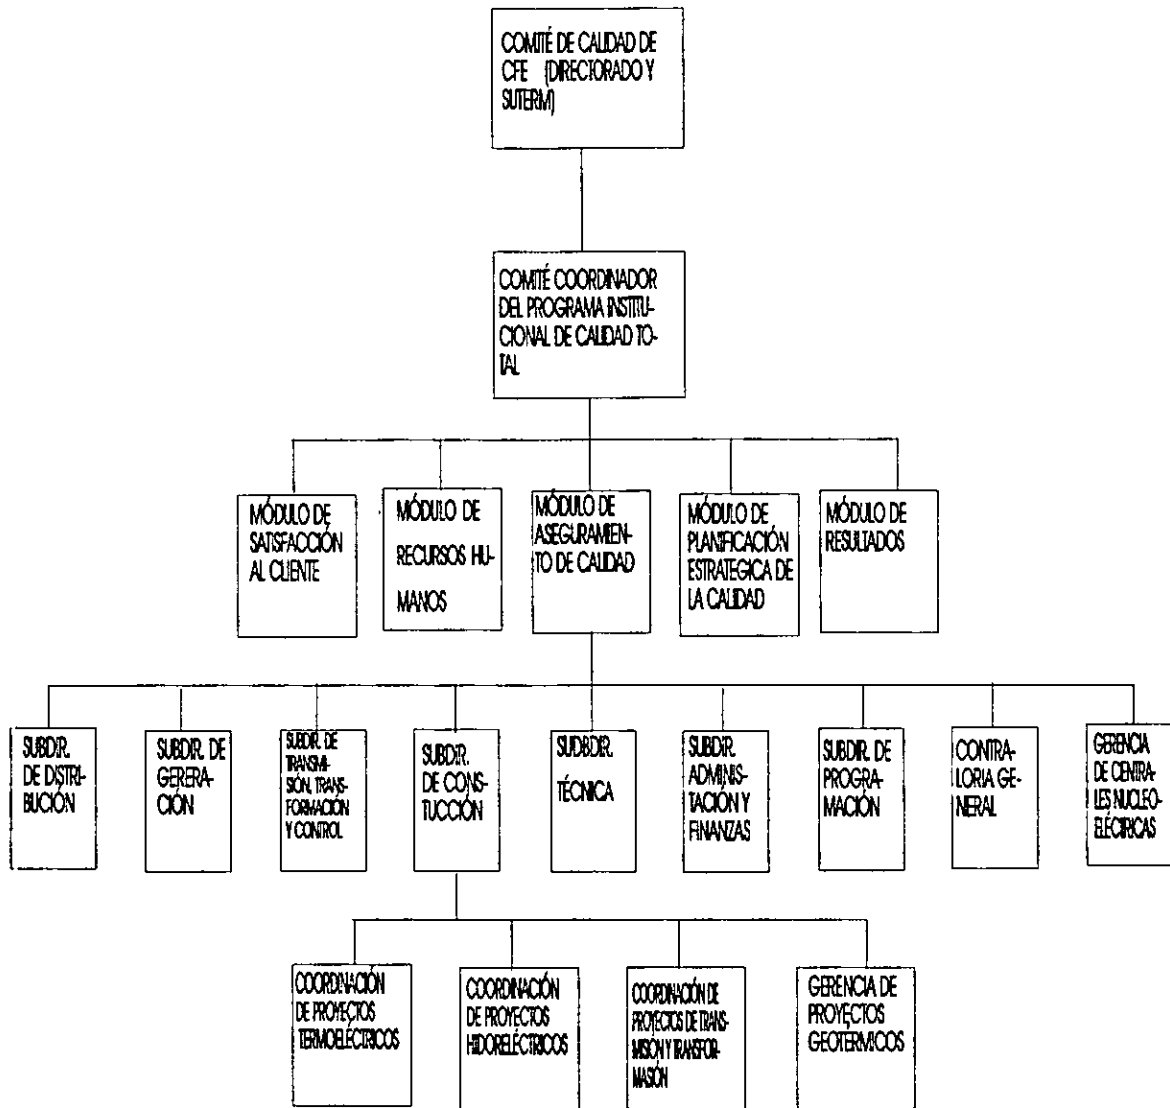 COMITÉ DE CALIDAD DE
CFE (DIRECTORADO Y
SUTERM)
COMITÉ COORDINADOR
DEL PROGRAMA INSTITU-
CIONAL DE CALIDAD TO-
TAL
MÓDULO DE
SATISFACCIÓN
AL CLIENTE
MÓDULO DE
RECURSOS HU-
MANOS
MÓDULO DE
ASEGURAMIEN-
TO DE CALIDAD
MÓDULO DE
PLANIFICACIÓN
ESTRATEGICA DE
LA CALIDAD
MÓDULO DE
RESULTADOS
SUBDIR.
DE DISTRI-
BUCIÓN
SUBDIR. DE
GERERA-
CIÓN
SUBDIR. DE
TRANSMI-
SIÓN, TRANS-
FORMACIÓN
Y CONTROL
SUBDIR.
DE CONS-
TUCCIÓN
SUDBDIR.
TÉCNICA
SUBDIR.
ADMINIS-
TACIÓN Y
FINANZAS
SUBDIR. DE
PROGRA-
MACIÓN
CONTRA-
LORIA GE-
NERAL
GERENCIA
DE CENTRA-
LES NUCLEO-
ELÉCTRICAS
COORDINACIÓN
DE PROYECTOS
TERMOELÉCTRICOS
COORDINACIÓN
DE PROYECTOS
HIDORELÉCTRICOS
COORDINACIÓN DE
PROYECTOS DE TRANS-
MISIÓN Y TRANSFOR-
MASIÓN
GERENCIA DE
PROYECTOS
GEOTÉRMICOS